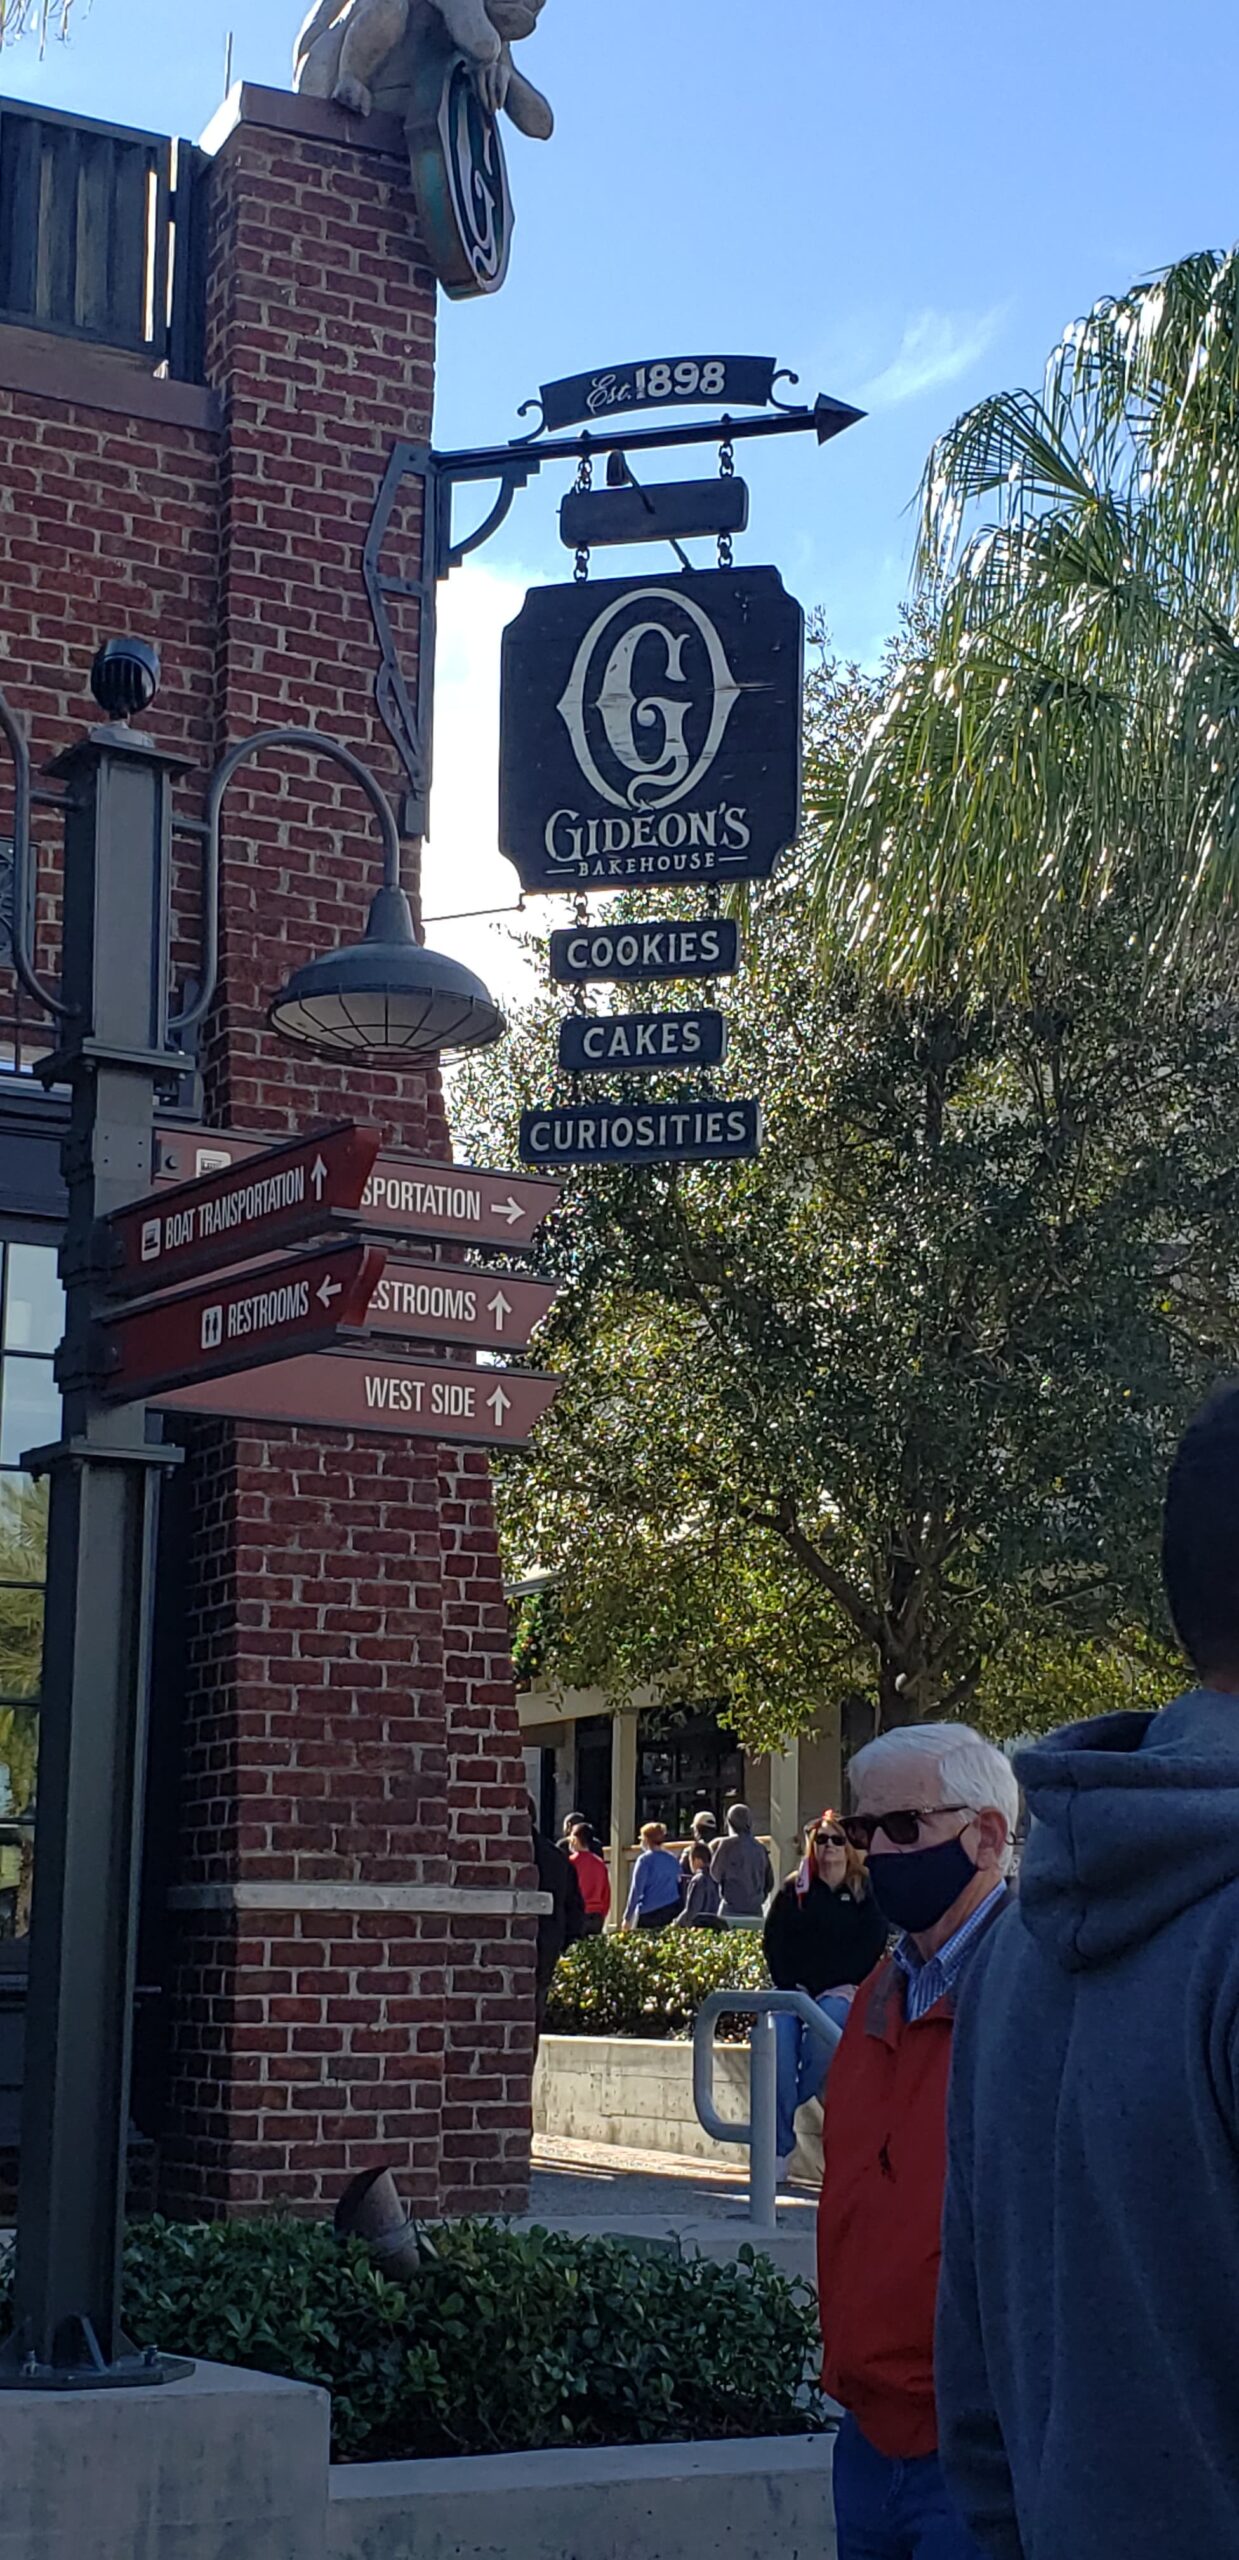 G
Est. 1898
G
GIDEON'S
BAKEHOUSE
COOKIES
CAKES
CURIOSITIES
BOAT TRANSPORTATION ↑
SPORTATION →
RESTROOMS ←
ESTROOMS ↑
WEST SIDE ↑